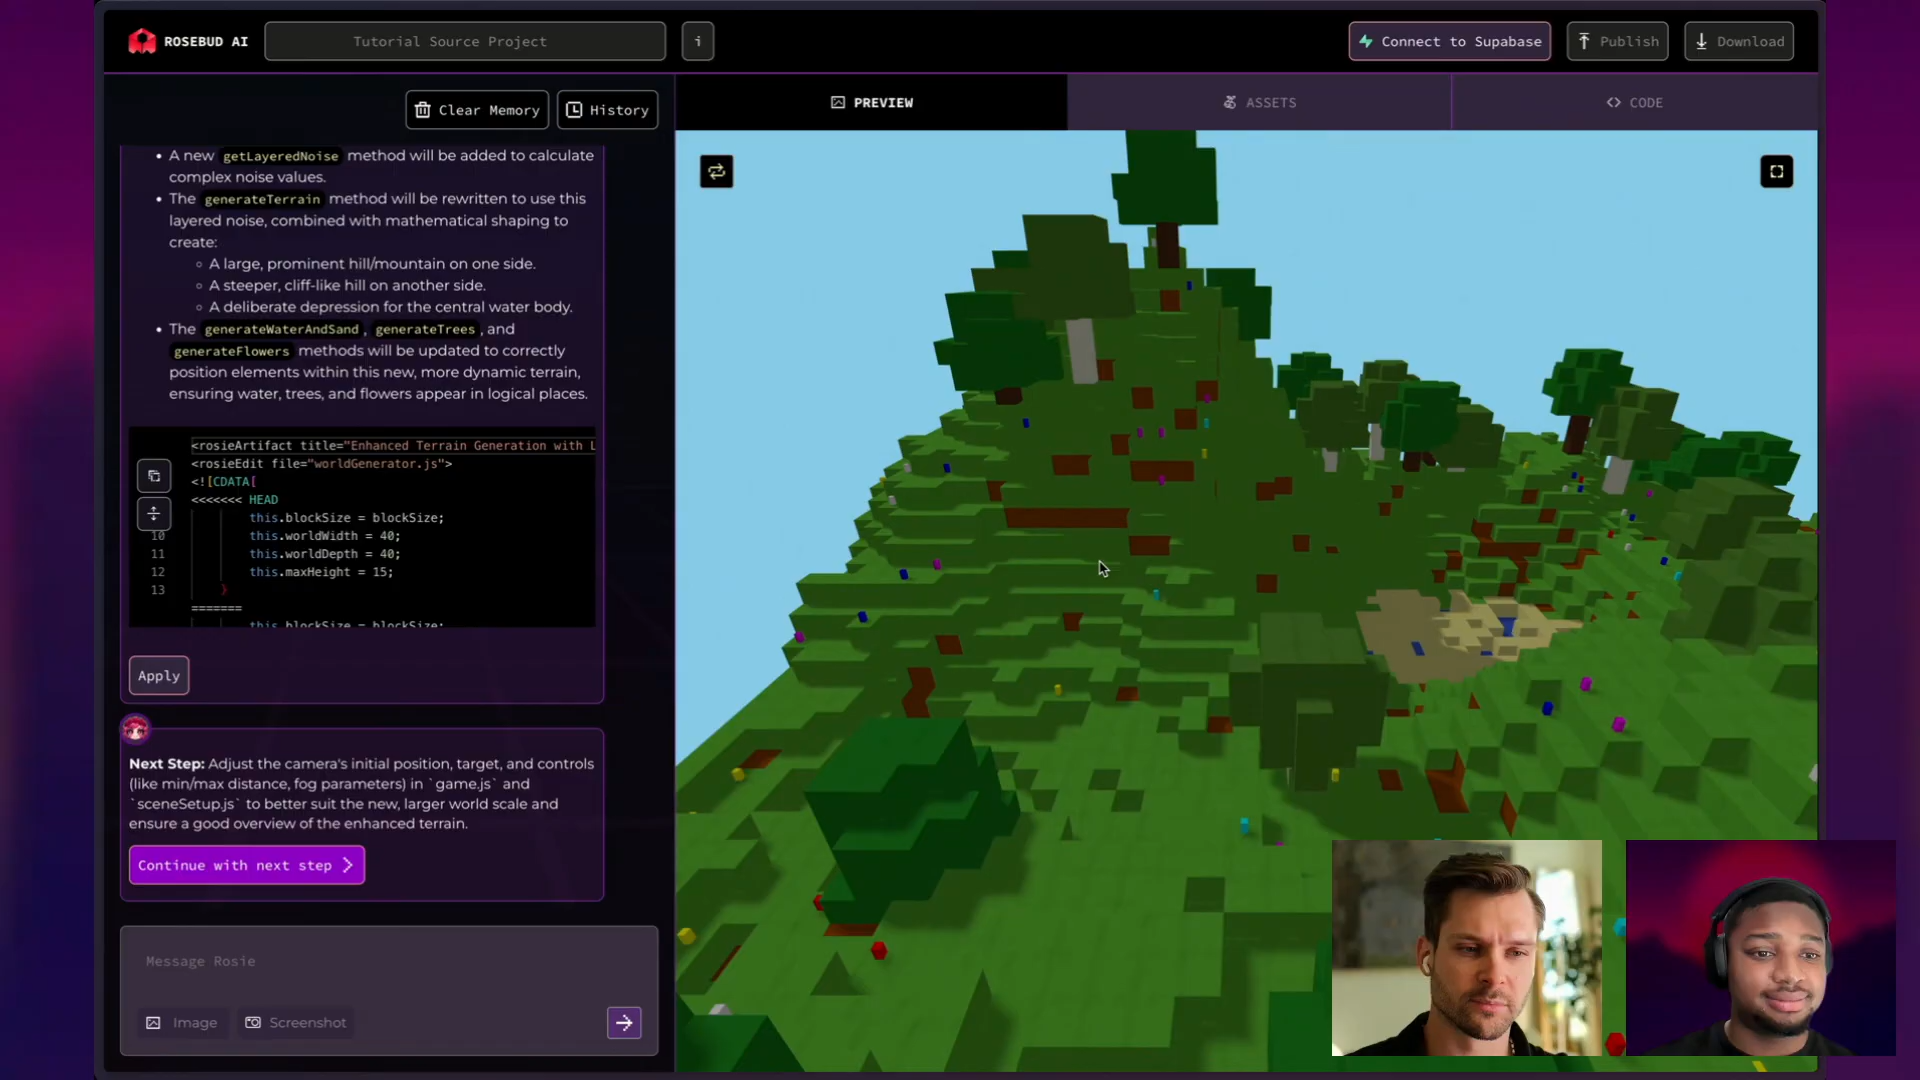 ROSEBUD AI
Tutorial Source Project
i
Connect to Supabase
Publish
Download
Clear Memory
History
PREVIEW
ASSETS
CODE
• A new getLayeredNoise method will be added to calculate
complex noise values.
• The generateTerrain method will be rewritten to use this
layered noise, combined with mathematical shaping to
create:
◦ A large, prominent hill/mountain on one side.
◦ A steeper, cliff-like hill on another side.
◦ A deliberate depression for the central water body.
• The generateWaterAndSand, generateTrees, and
generateFlowers methods will be updated to correctly
position elements within this new, more dynamic terrain,
ensuring water, trees, and flowers appear in logical places.
<rosieArtifact title="Enhanced Terrain Generation with L
<rosieEdit file="worldGenerator.js">
<![CDATA[
<<<<<<< HEAD
this.blockSize = blockSize;
10 this.worldWidth = 40;
11 this.worldDepth = 40;
12 this.maxHeight = 15;
13 }
=======
this.blockSize = blockSize;
Apply
Next Step: Adjust the camera's initial position, target, and controls
(like min/max distance, fog parameters) in `game.js` and
`sceneSetup.js` to better suit the new, larger world scale and
ensure a good overview of the enhanced terrain.
Continue with next step
Message Rosie
Image
Screenshot